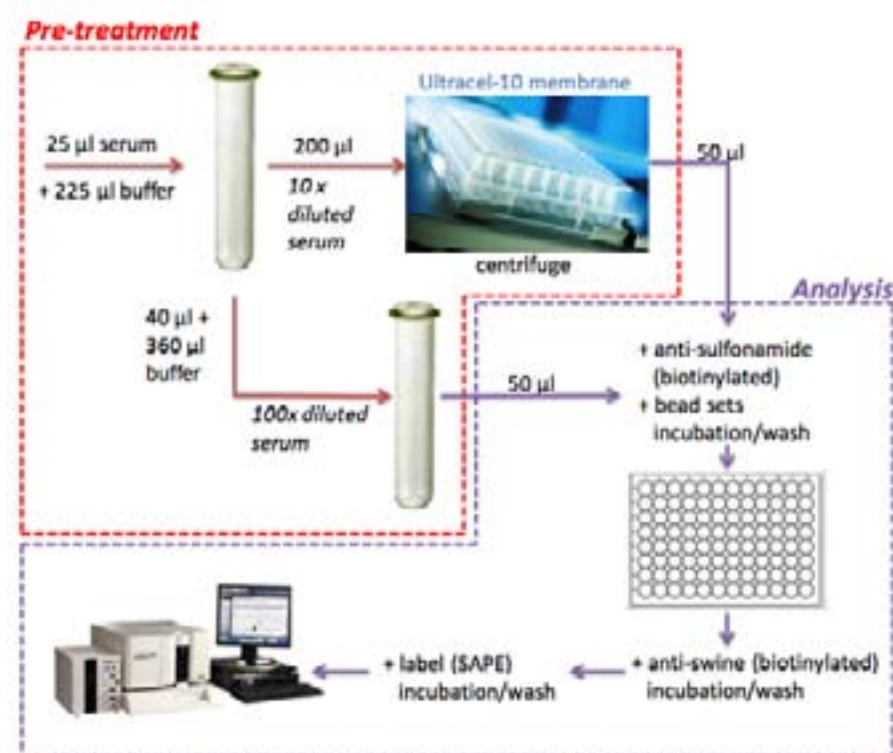 Pre-treatment
Ultracel-10 membrane
25 µl serum
+ 225 µl buffer
200 µl
10 x
diluted
serum
centrifuge
50 µl
40 µl +
360 µl
buffer
100x diluted
serum
50 µl
Analysis
+ anti-sulfonamide
(biotinylated)
+ bead sets
incubation/wash
+ anti-swine (biotinylated)
incubation/wash
+ label (SAPE)
incubation/wash